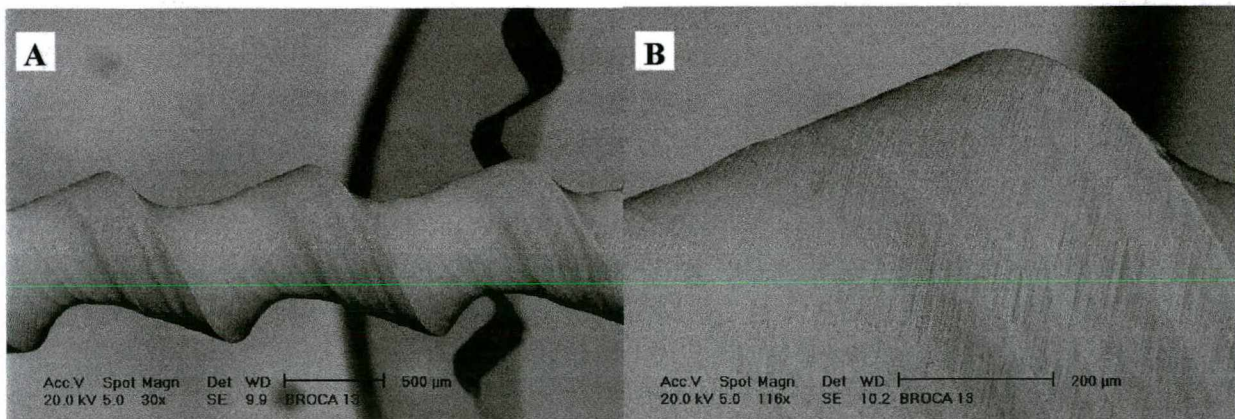 A
Acc.V Spot Magn Det WD 500 µm
20.0 kV 5.0 30x SE 9.9 BROCA 13
B
Acc.V Spot Magn Det WD 200 µm
20.0 kV 5.0 116x SE 10.2 BROCA 13